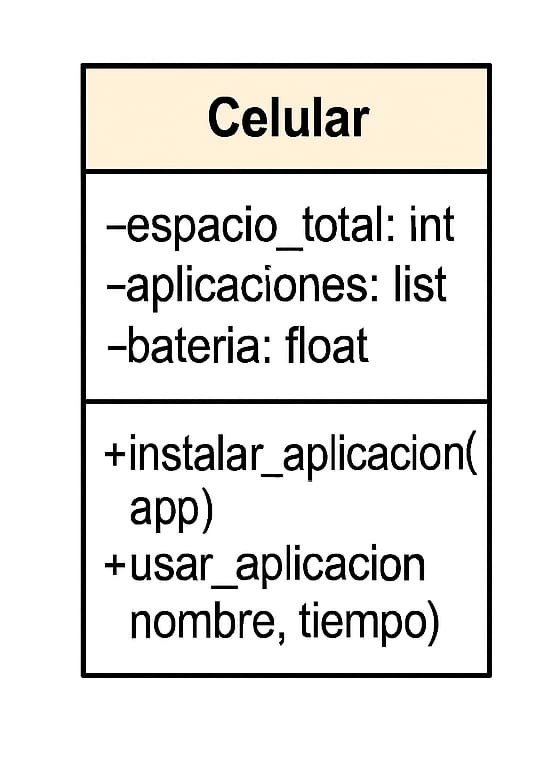 Celular
–espacio_total: int
–aplicaciones: list
–bateria: float
+instalar_aplicacion(
app)
+usar_aplicacion
nombre, tiempo)